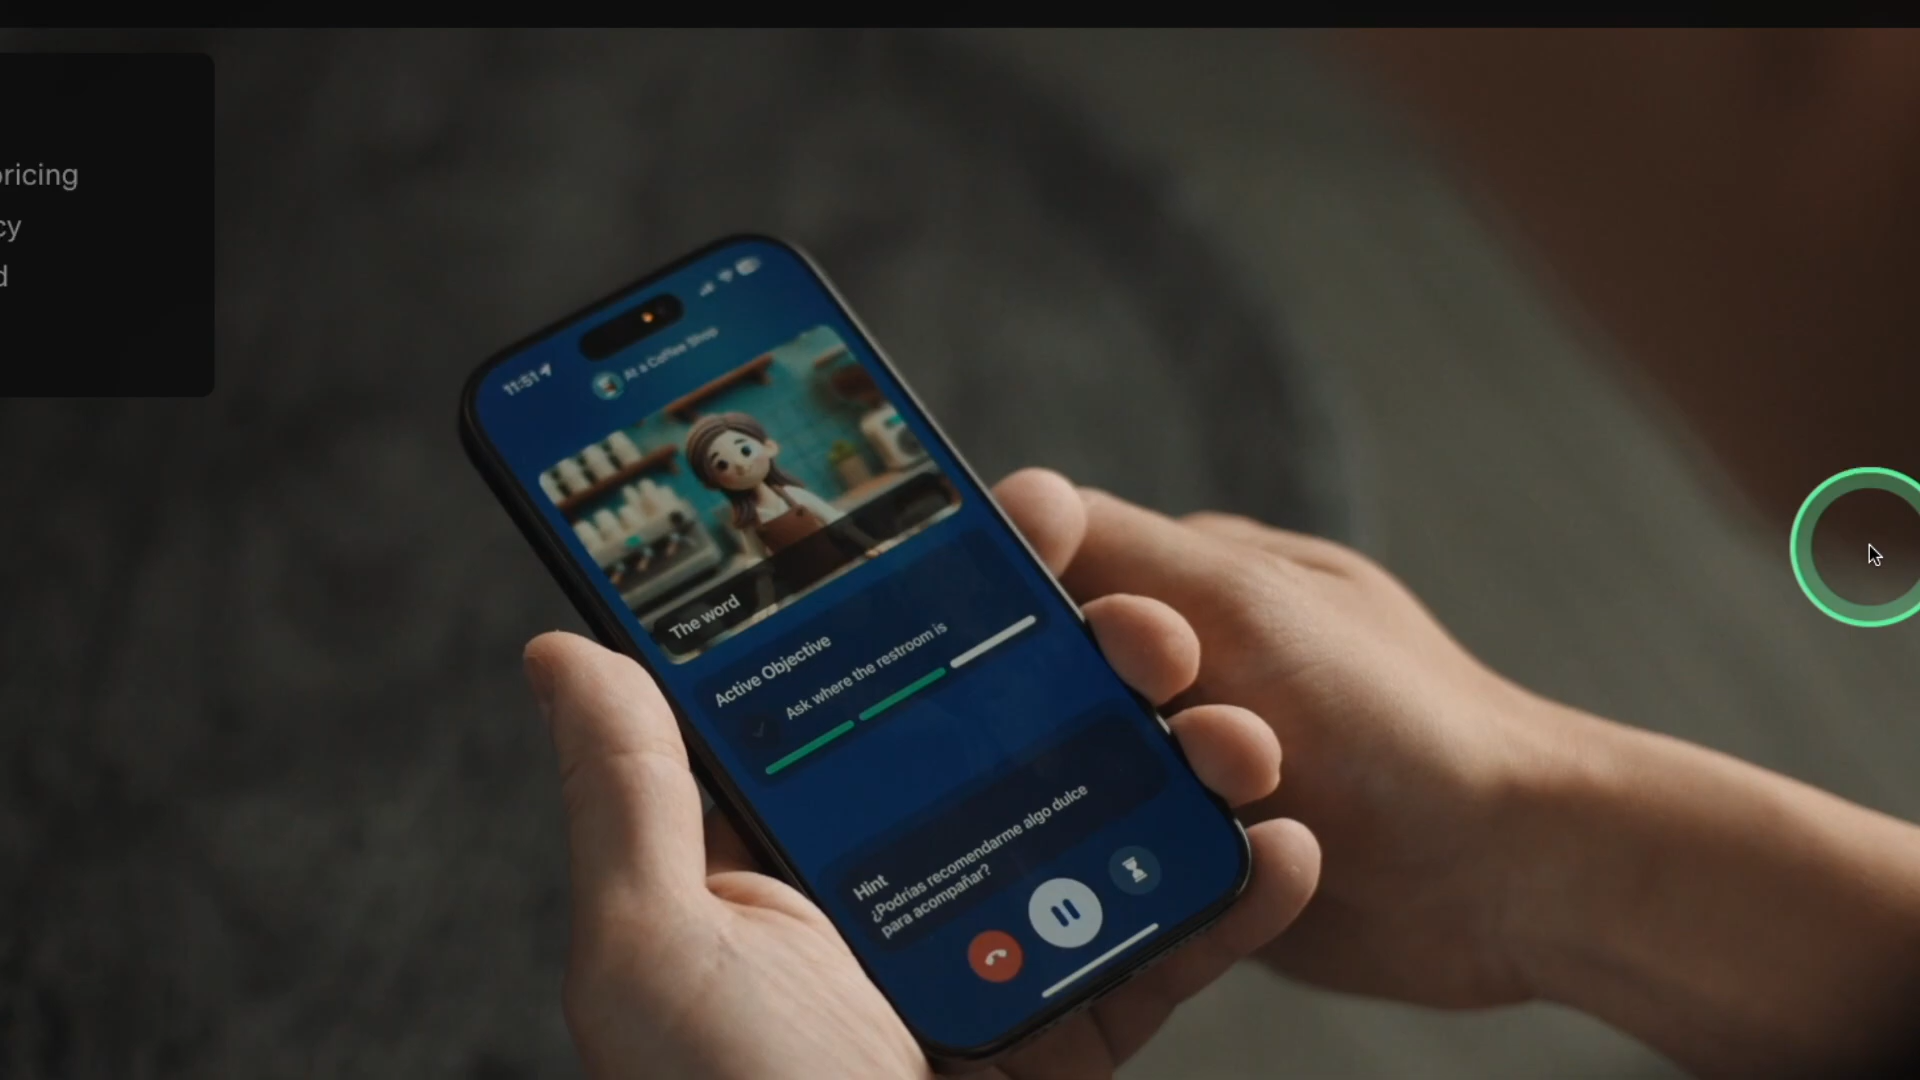 pricing
cy
d
11:51
At a Coffee Shop
The word
Active Objective
Ask where the restroom is
Hint
¿Podrías recomendarme algo dulce
para acompañar?